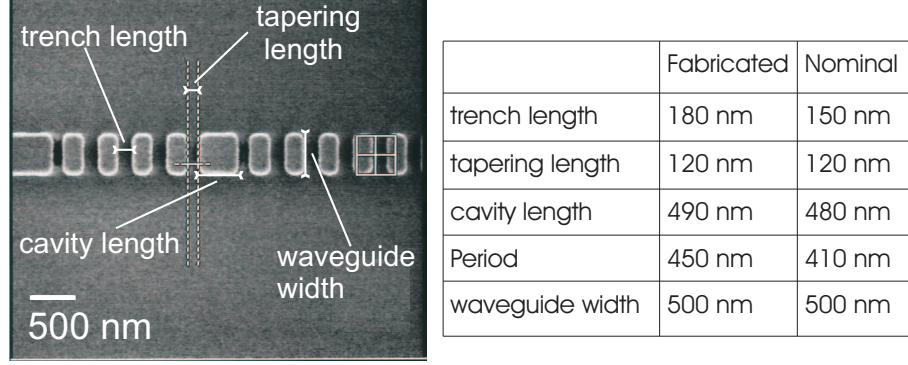 tapering
length
trench length
cavity length
waveguide
width
500 nm
Fabricated Nominal
trench length 180 nm 150 nm
tapering length 120 nm 120 nm
cavity length 490 nm 480 nm
Period 450 nm 410 nm
waveguide width 500 nm 500 nm